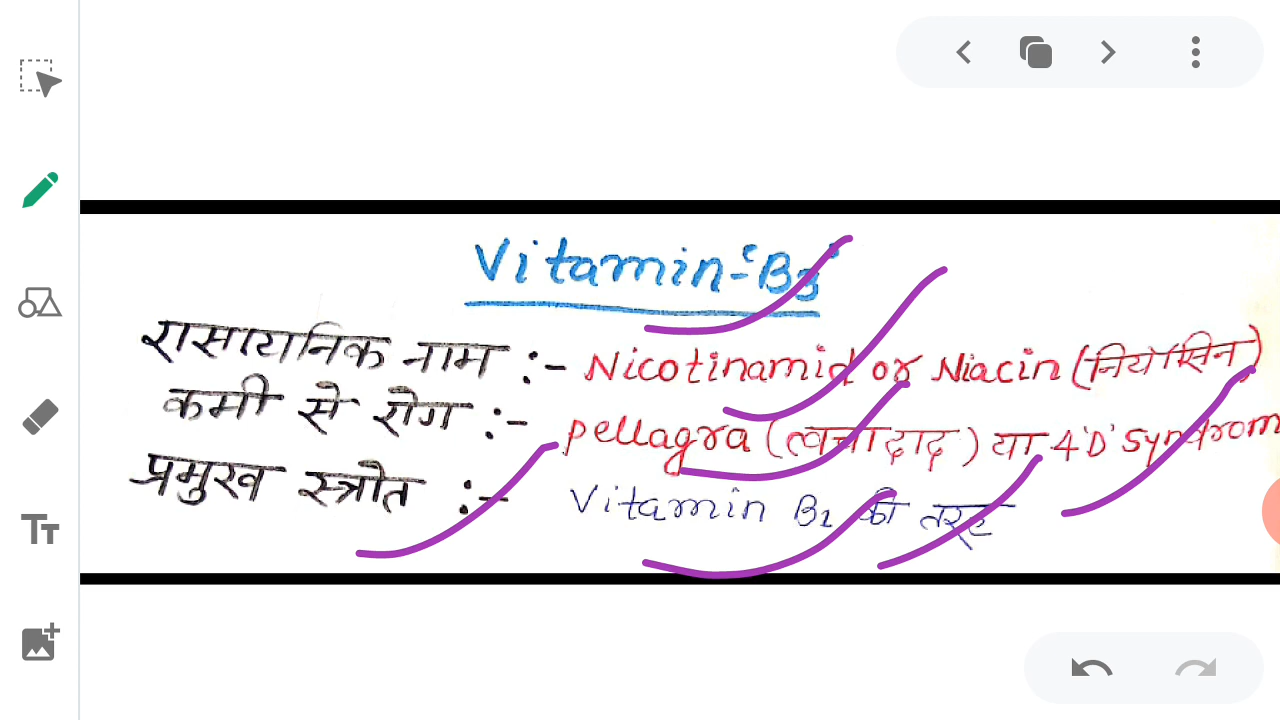 Vitamin-'B3'
रासायनिक नाम :- Nicotinamid or Niacin (नियासिन)
कमी से रोग :- pellagra (त्वचा दाद) या 4'D' Syndrom
प्रमुख स्त्रोत :- Vitamin B1 की तरह